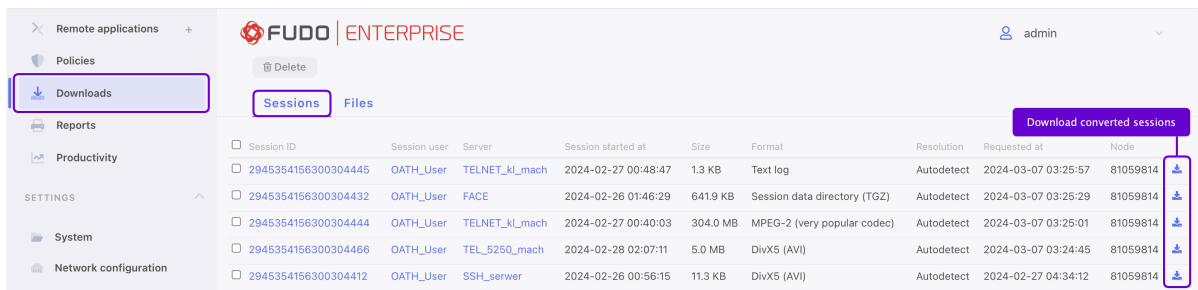 Remote applications +
Policies
Downloads
Reports
Productivity
SETTINGS
System
Network configuration
FUDO ENTERPRISE
admin
Delete
Sessions Files
Download converted sessions
Session ID Session user Server Session started at Size Format Resolution Requested at Node
2945354156300304445 OATH_User TELNET_kl_mach 2024-02-27 00:48:47 1.3 KB Text log Autodetect 2024-03-07 03:25:57 81059814
2945354156300304432 OATH_User FACE 2024-02-26 01:46:29 641.9 KB Session data directory (TGZ) Autodetect 2024-03-07 03:25:29 81059814
2945354156300304444 OATH_User TELNET_kl_mach 2024-02-27 00:40:03 304.0 MB MPEG-2 (very popular codec) Autodetect 2024-03-07 03:25:01 81059814
2945354156300304466 OATH_User TEL_5250_mach 2024-02-28 02:07:11 5.0 MB DivX5 (AVI) Autodetect 2024-03-07 03:24:45 81059814
2945354156300304412 OATH_User SSH_serwer 2024-02-26 00:56:15 11.3 KB DivX5 (AVI) Autodetect 2024-02-27 04:34:12 81059814